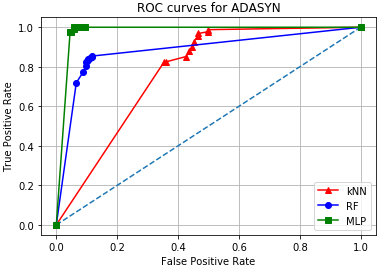 ROC curves for ADASYN
True Positive Rate
1.0
0.8
0.6
0.4
0.2
0.0
0.0 0.2 0.4 0.6 0.8 1.0
False Positive Rate
kNN
RF
MLP